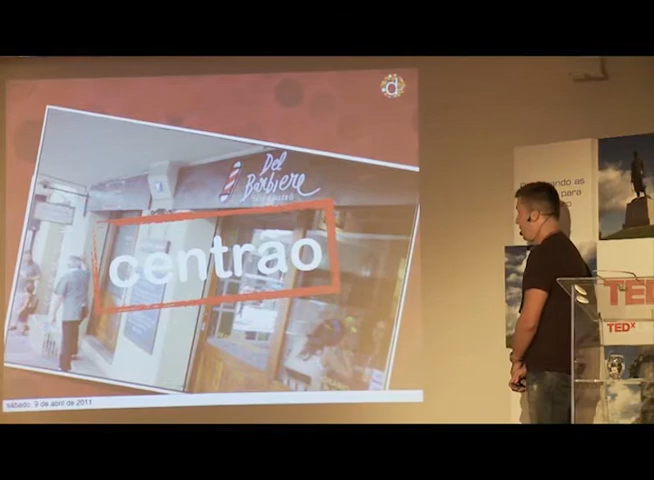 d
Del
Barbiere
centrao
sábado, 9 de abril de 2011
ndo as
para
TED
TEDx